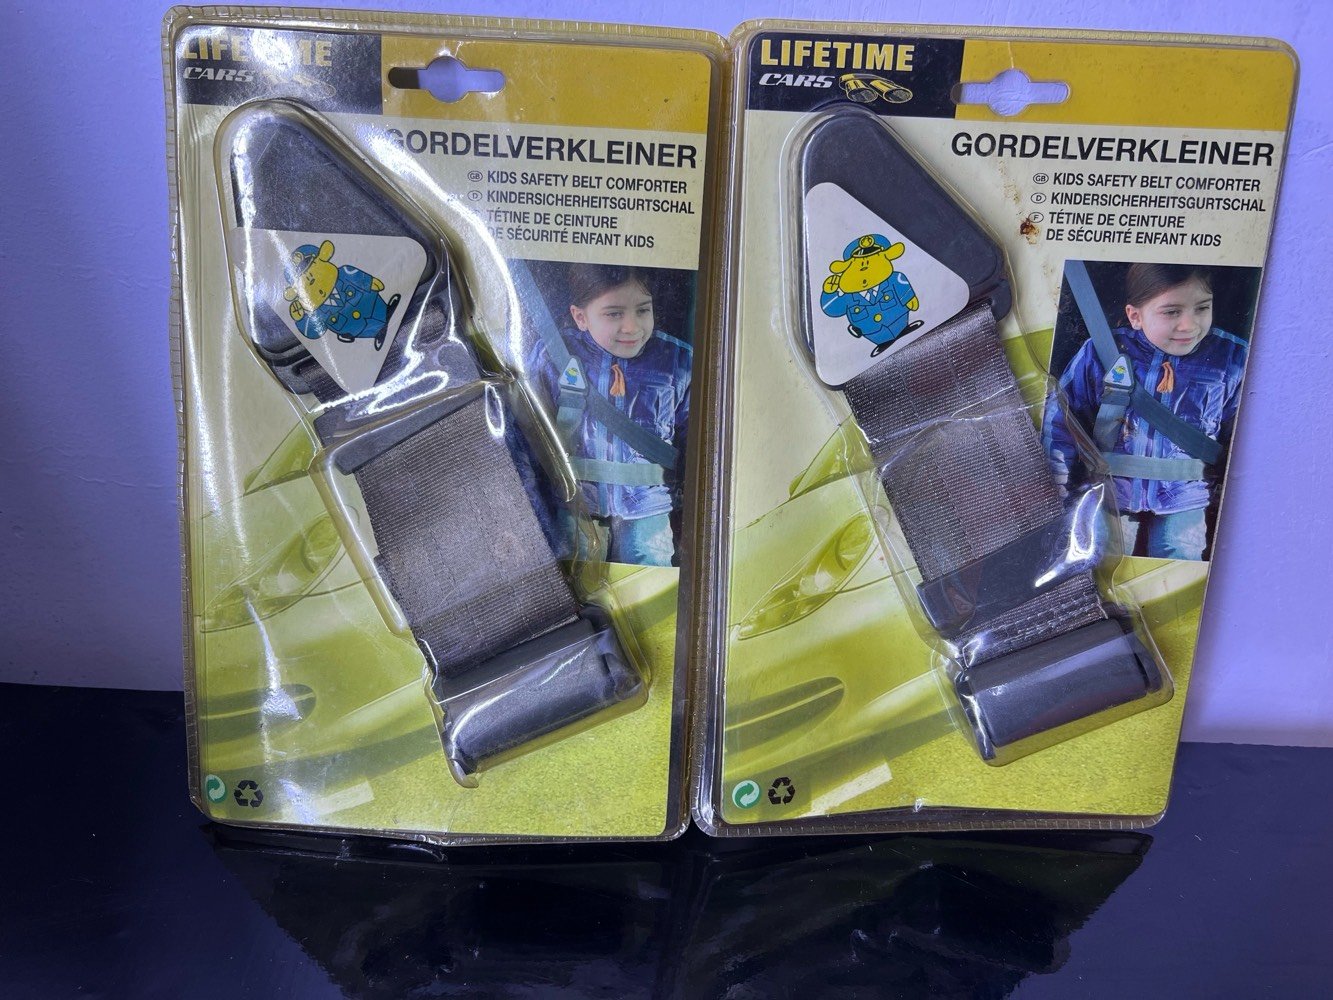 LIFETIME
CARS
GORDELVERKLEINER
GB KIDS SAFETY BELT COMFORTER
D KINDERSICHERHEITSGURTSCHAL
TÉTINE DE CEINTURE
DE SÉCURITÉ ENFANT KIDS
LIFETIME
CARS
GORDELVERKLEINER
GB KIDS SAFETY BELT COMFORTER
D KINDERSICHERHEITSGURTSCHAL
F TÉTINE DE CEINTURE
DE SÉCURITÉ ENFANT KIDS